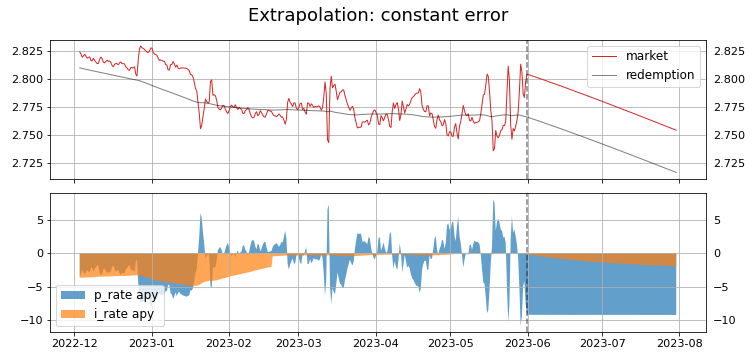 Extrapolation: constant error
2.825 2.825
2.800 2.800
2.775 2.775
2.750 2.750
2.725 2.725
market
redemption
5 5
0 0
−5 −5
−10 −10
p_rate apy
i_rate apy
2022-12 2023-01 2023-02 2023-03 2023-04 2023-05 2023-06 2023-07 2023-08